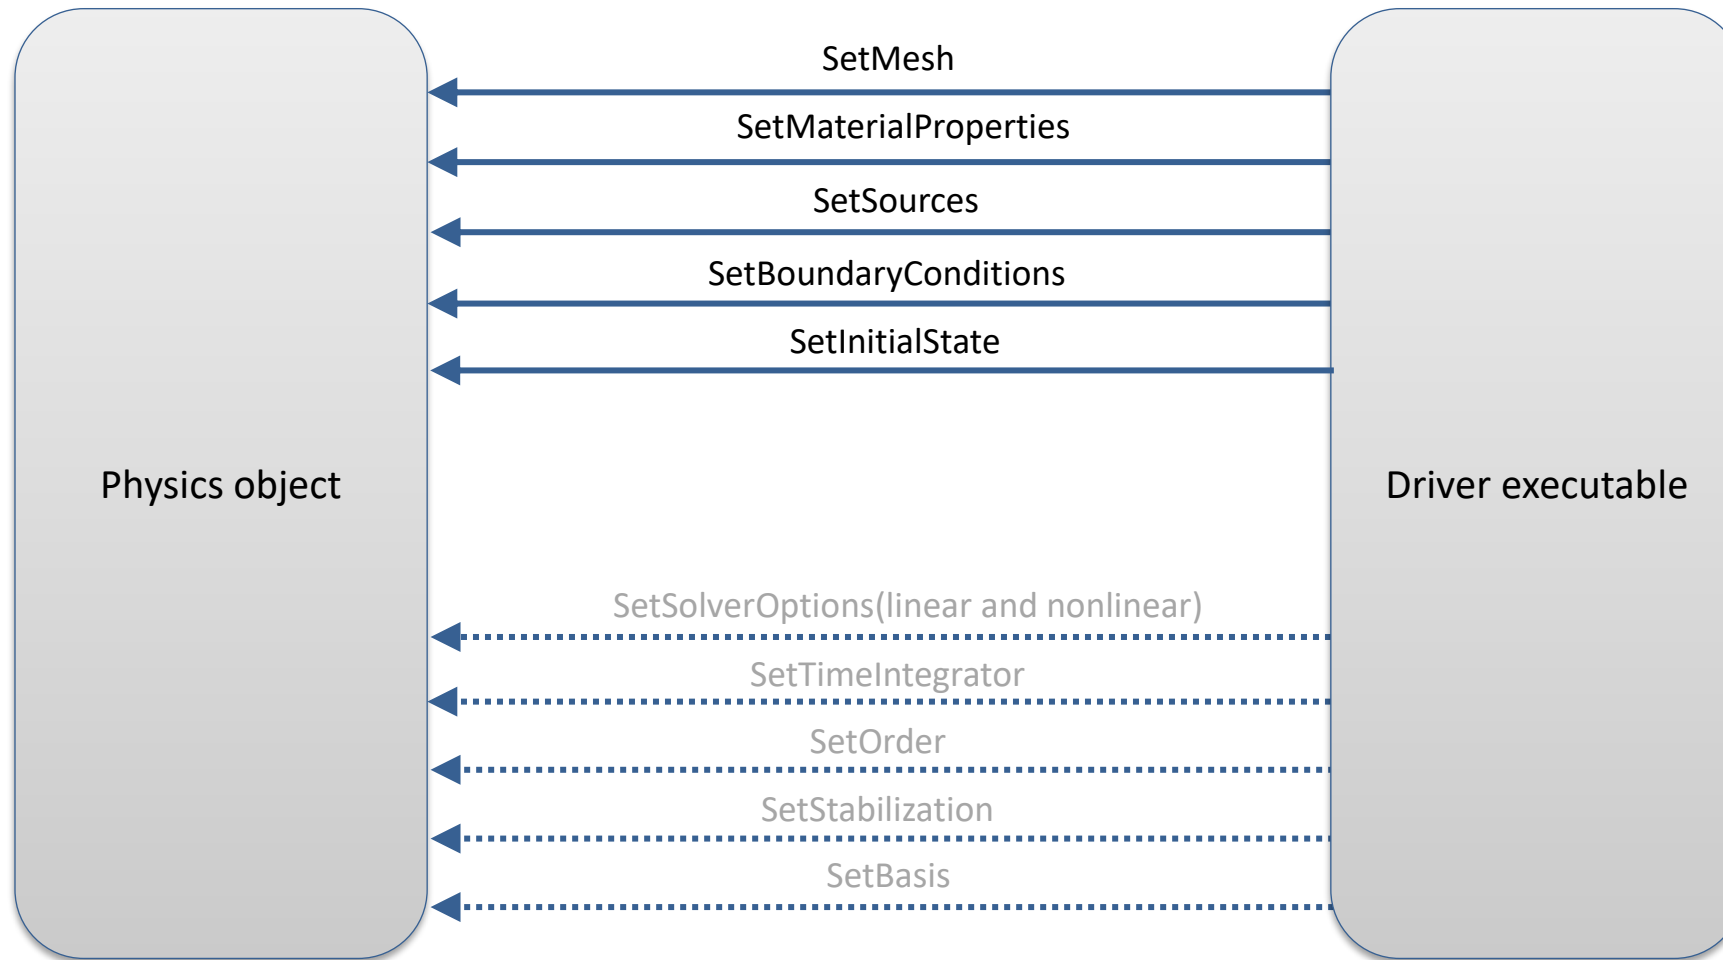 SetMesh
SetMaterialProperties
SetSources
SetBoundaryConditions
SetInitialState
Physics object
Driver executable
SetSolverOptions(linear and nonlinear)
SetTimeIntegrator
SetOrder
SetStabilization
SetBasis